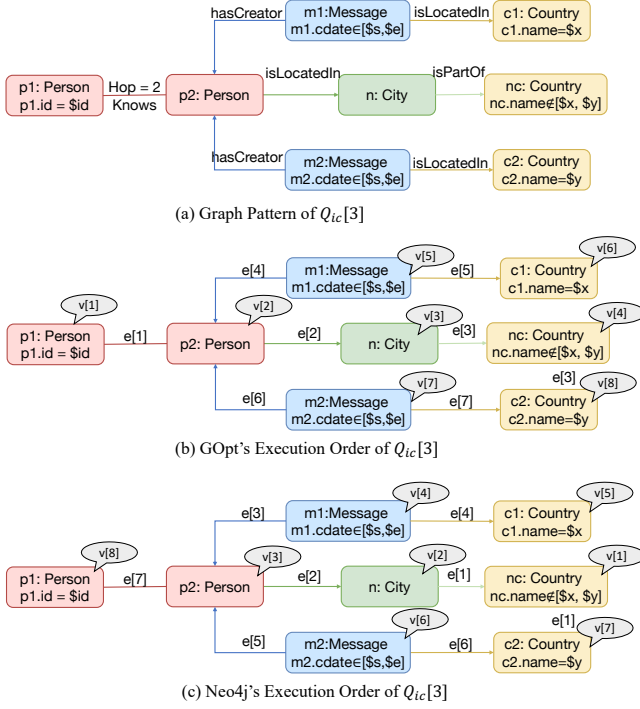 hasCreator
m1:Message
m1.cdate∈[$s,$e]
isLocatedIn
c1: Country
c1.name=$x
p1: Person
p1.id = $id
Hop = 2
Knows
p2: Person
isLocatedIn
n: City
isPartOf
nc: Country
nc.name∉[$x, $y]
hasCreator
m2:Message
m2.cdate∈[$s,$e]
isLocatedIn
c2: Country
c2.name=$y
(a) Graph Pattern of Qic[3]
e[4]
m1:Message
m1.cdate∈[$s,$e]
v[5]
e[5]
c1: Country
c1.name=$x
v[6]
v[1]
p1: Person
p1.id = $id
e[1]
v[2]
p2: Person
e[2]
v[3]
n: City
e[3]
v[4]
nc: Country
nc.name∉[$x, $y]
e[3]
e[6]
m2:Message
m2.cdate∈[$s,$e]
v[7]
e[7]
c2: Country
c2.name=$y
v[8]
(b) GOpt's Execution Order of Qic[3]
e[3]
m1:Message
m1.cdate∈[$s,$e]
v[4]
e[4]
c1: Country
c1.name=$x
v[5]
v[8]
p1: Person
p1.id = $id
e[7]
v[3]
p2: Person
e[2]
v[2]
n: City
e[1]
v[1]
nc: Country
nc.name∉[$x, $y]
e[1]
e[5]
m2:Message
m2.cdate∈[$s,$e]
v[6]
e[6]
c2: Country
c2.name=$y
v[7]
(c) Neo4j's Execution Order of Qic[3]